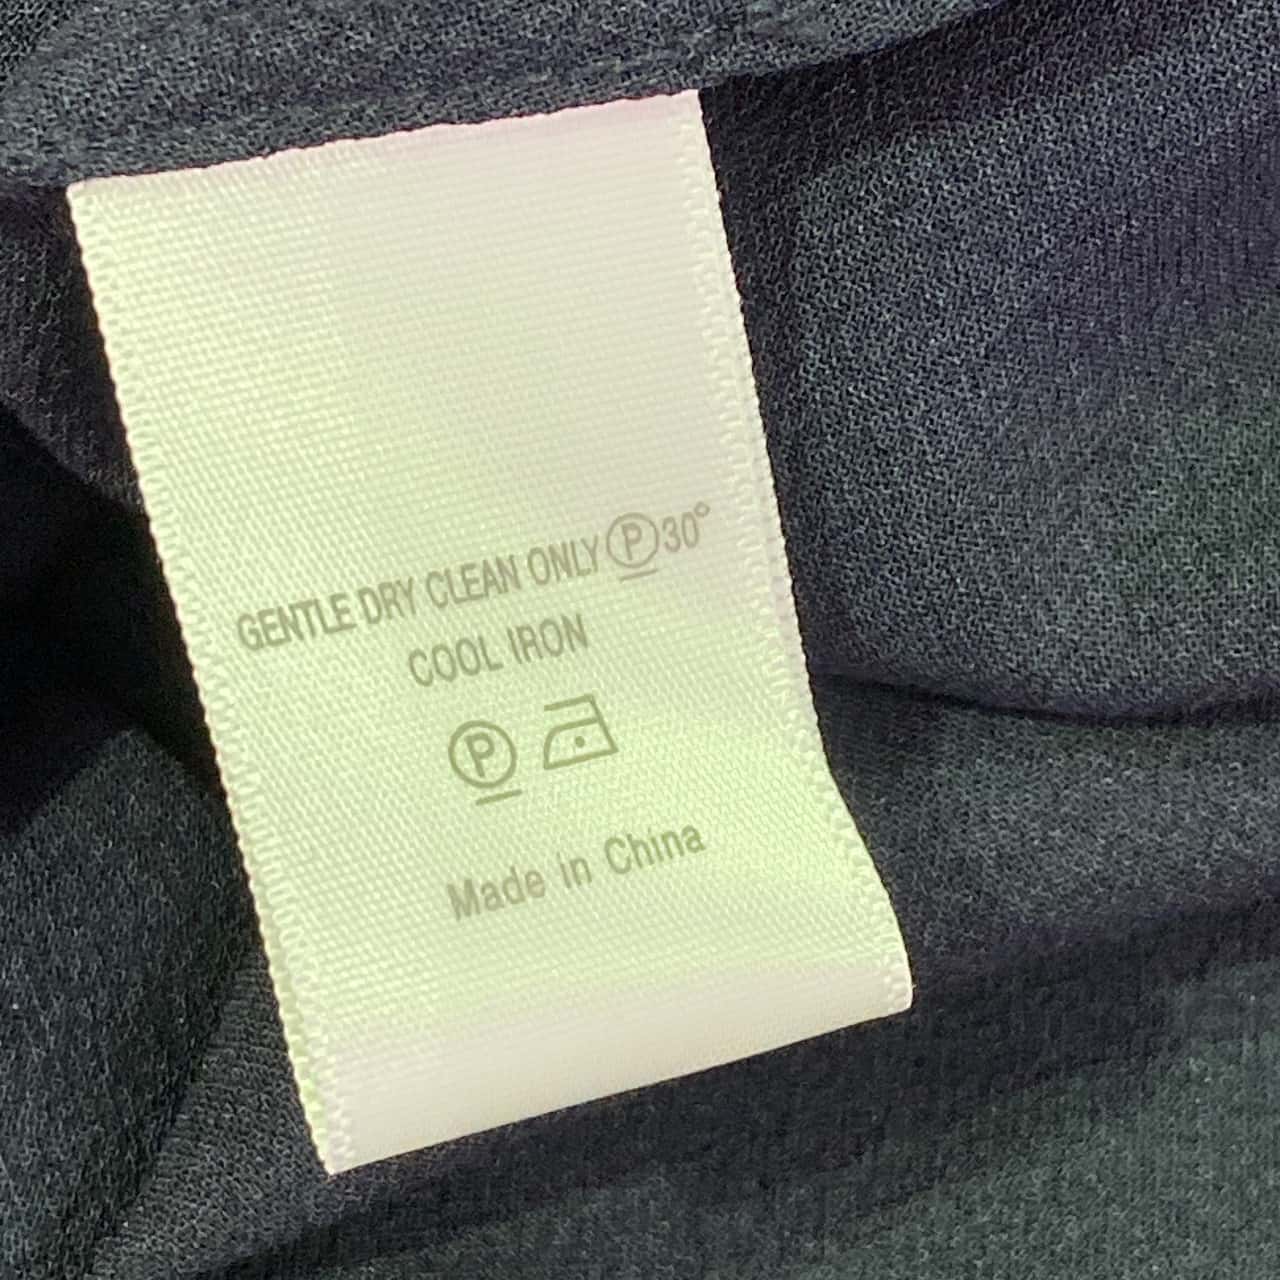 GENTLE DRY CLEAN ONLY Ⓟ 30°
COOL IRON
Ⓟ
Made in China